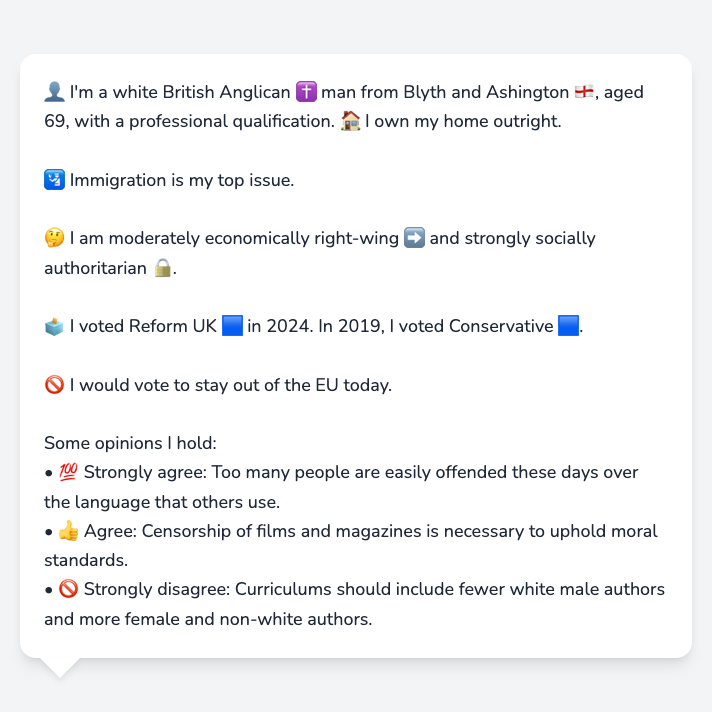 👤 I'm a white British Anglican ✝️ man from Blyth and Ashington 🏴󠁧󠁢󠁥󠁮󠁧󠁿, aged
69, with a professional qualification. 🏠 I own my home outright.
🛂 Immigration is my top issue.
🤔 I am moderately economically right-wing ➡️ and strongly socially
authoritarian 🔒.
🗳️ I voted Reform UK 🟦 in 2024. In 2019, I voted Conservative 🟦.
🚫 I would vote to stay out of the EU today.
Some opinions I hold:
• 💯 Strongly agree: Too many people are easily offended these days over
the language that others use.
• 👍 Agree: Censorship of films and magazines is necessary to uphold moral
standards.
• 🚫 Strongly disagree: Curriculums should include fewer white male authors
and more female and non-white authors.